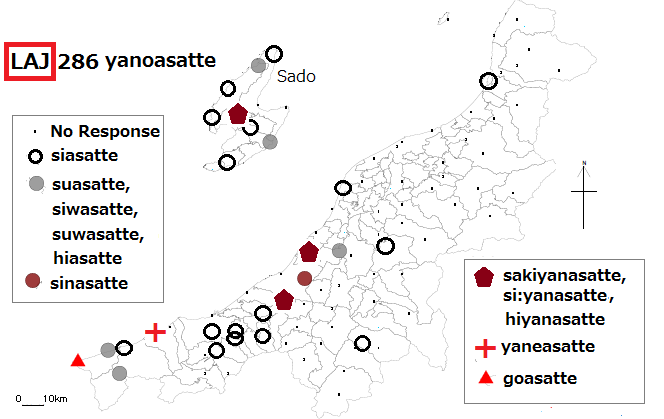 LAJ 286 yanoasatte
Sado
No Response
siasatte
suasatte,
siwasatte,
suwasatte,
hiasatte
sinasatte
N
sakiyanasatte,
si:yanasatte,
hiyanasatte
yaneasatte
goasatte
0 10km